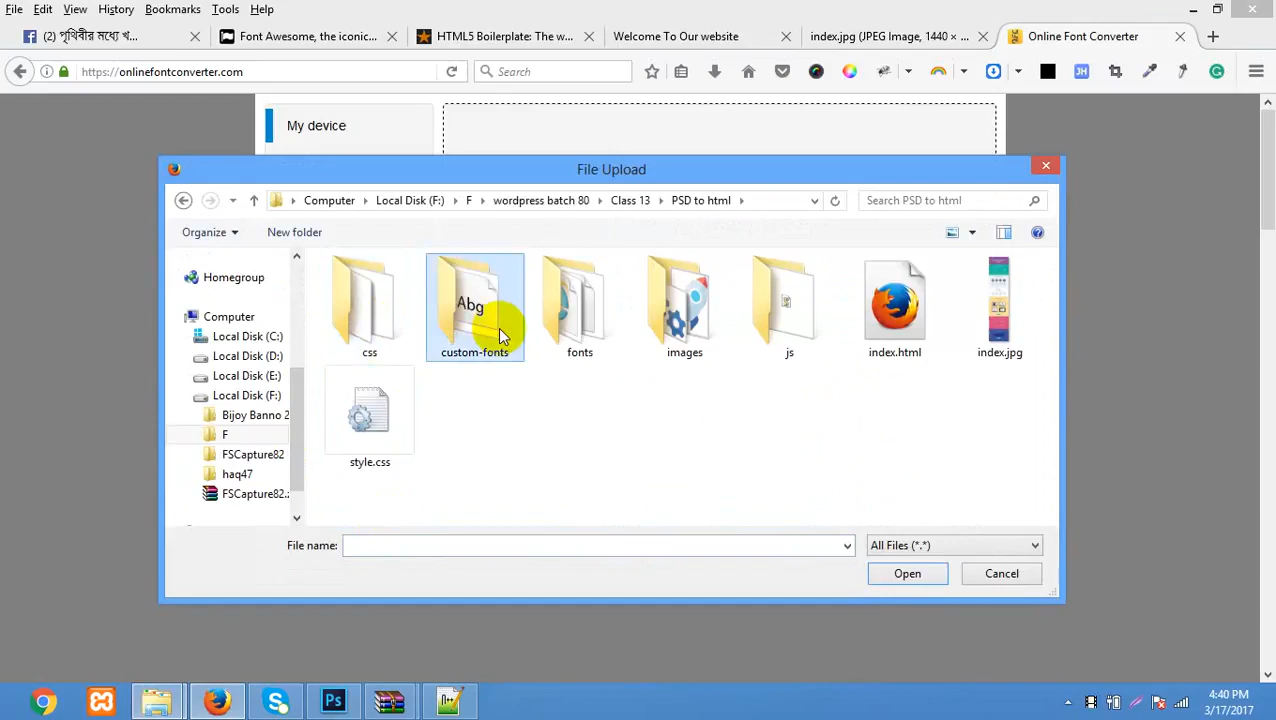 File Edit View History Bookmarks Tools Help
(2) পৃথিবীর মধ্যে খ...
Font Awesome, the iconic...
HTML5 Boilerplate: The w...
Welcome To Our website
index.jpg (JPEG Image, 1440 × ...
Online Font Converter
https://onlinefontconverter.com
Search
JH
My device
File Upload
Computer
Local Disk (F:)
F
wordpress batch 80
Class 13
PSD to html
Search PSD to html
Organize
New folder
Homegroup
Computer
Local Disk (C:)
Local Disk (D:)
Local Disk (E:)
Local Disk (F:)
Bijoy Banno 2
F
FSCapture82
haq47
FSCapture82.z
Abg
css
custom-fonts
fonts
images
js
index.html
index.jpg
style.css
File name:
All Files (*.*)
Open
Cancel
Ps
4:40 PM
3/17/2017